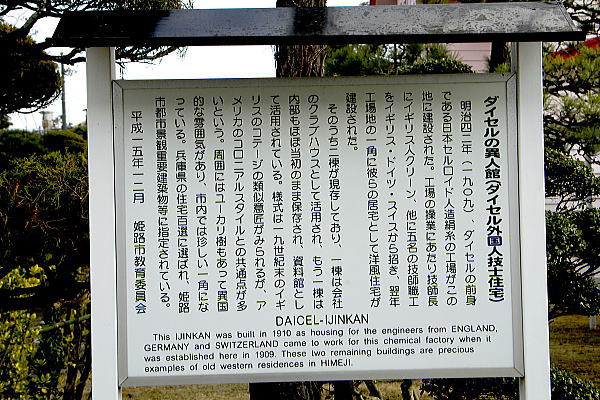 ダイセルの異人館(ダイセル外国人技士住宅)
明治四二年(一九〇九)、ダイセルの前身
である日本セルロイド人造絹糸の工場がこの
地に建設された。工場の操業にあたり技師長
にイギリス人クリーン、他に五名の技師職工
をイギリス・ドイツ・スイスから招き、翌年
工場地の一角に彼らの居宅として洋風住宅が
建設された。
そのうち二棟が現存しており、一棟は会社
のクラブハウスとして活用され、もう一棟は
内部もほぼ当初のまま保存され、資料館とし
て活用されている。様式は一九世紀末のイギ
リスのコテージの類似意匠がみられるが、ア
メリカのコロニアルスタイルとの共通点が多
いという。周囲にはユーカリ樹もあって異国
的な雰囲気があり、市内では珍しい一角にな
っている。兵庫県の住宅百選に選ばれ、姫路
市都市景観重要建築物等に指定されている。
平成一五年一二月 姫路市教育委員会
DAICEL-IJINKAN
This IJINKAN was built in 1910 as housing for the engineers from ENGLAND,
GERMANY and SWITZERLAND came to work for this chemical factory when it
was established here in 1909. These two remaining buildings are precious
examples of old western residences in HIMEJI.